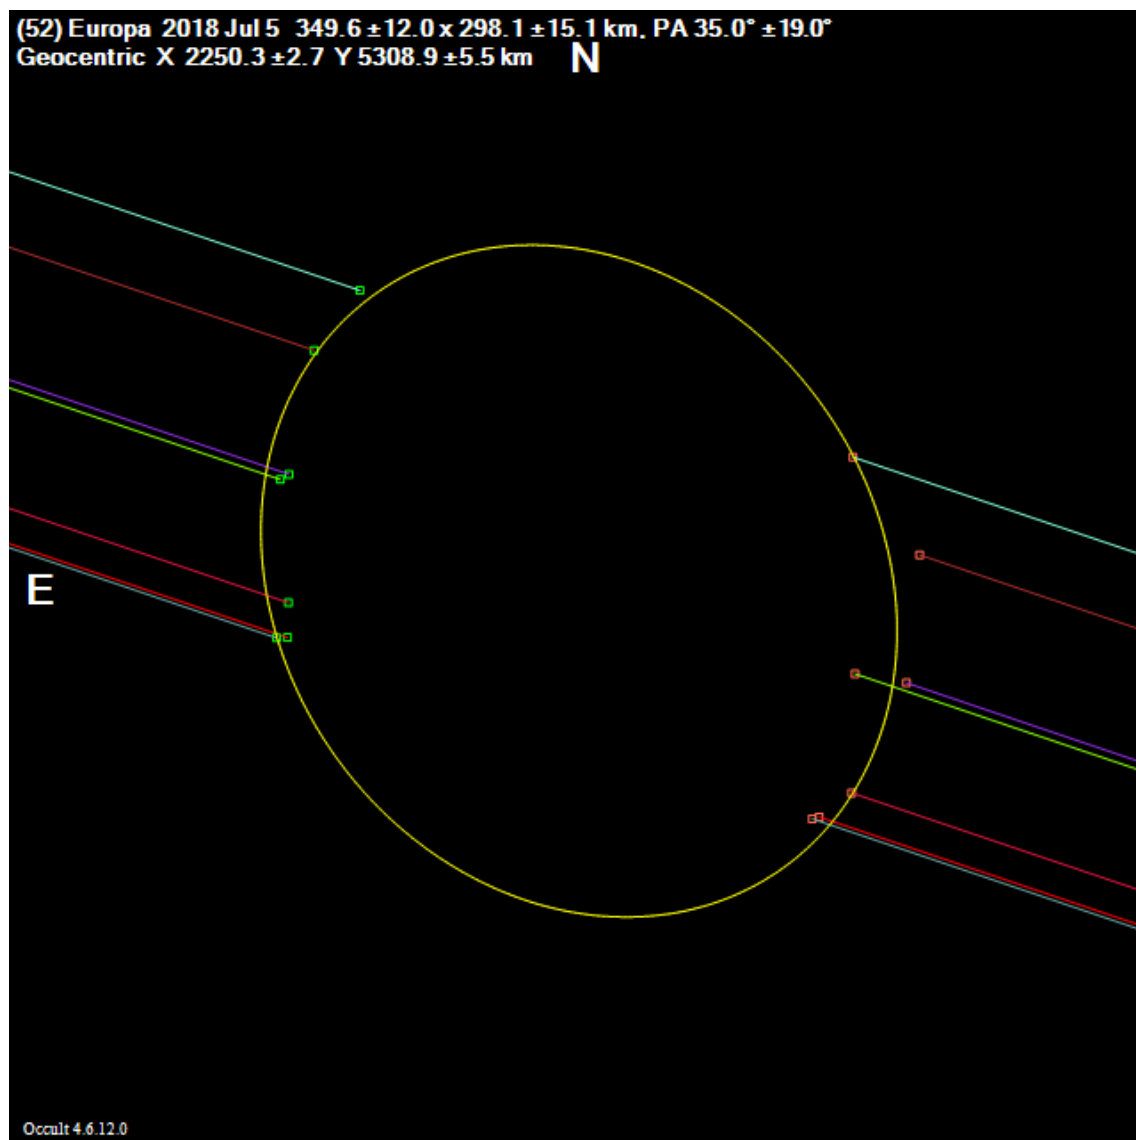 (52) Europa 2018 Jul 5 349.6 ±12.0 x 298.1 ±15.1 km, PA 35.0° ±19.0°
Geocentric X 2250.3 ±2.7 Y 5308.9 ±5.5 km
N
E
Occult 4.6.12.0